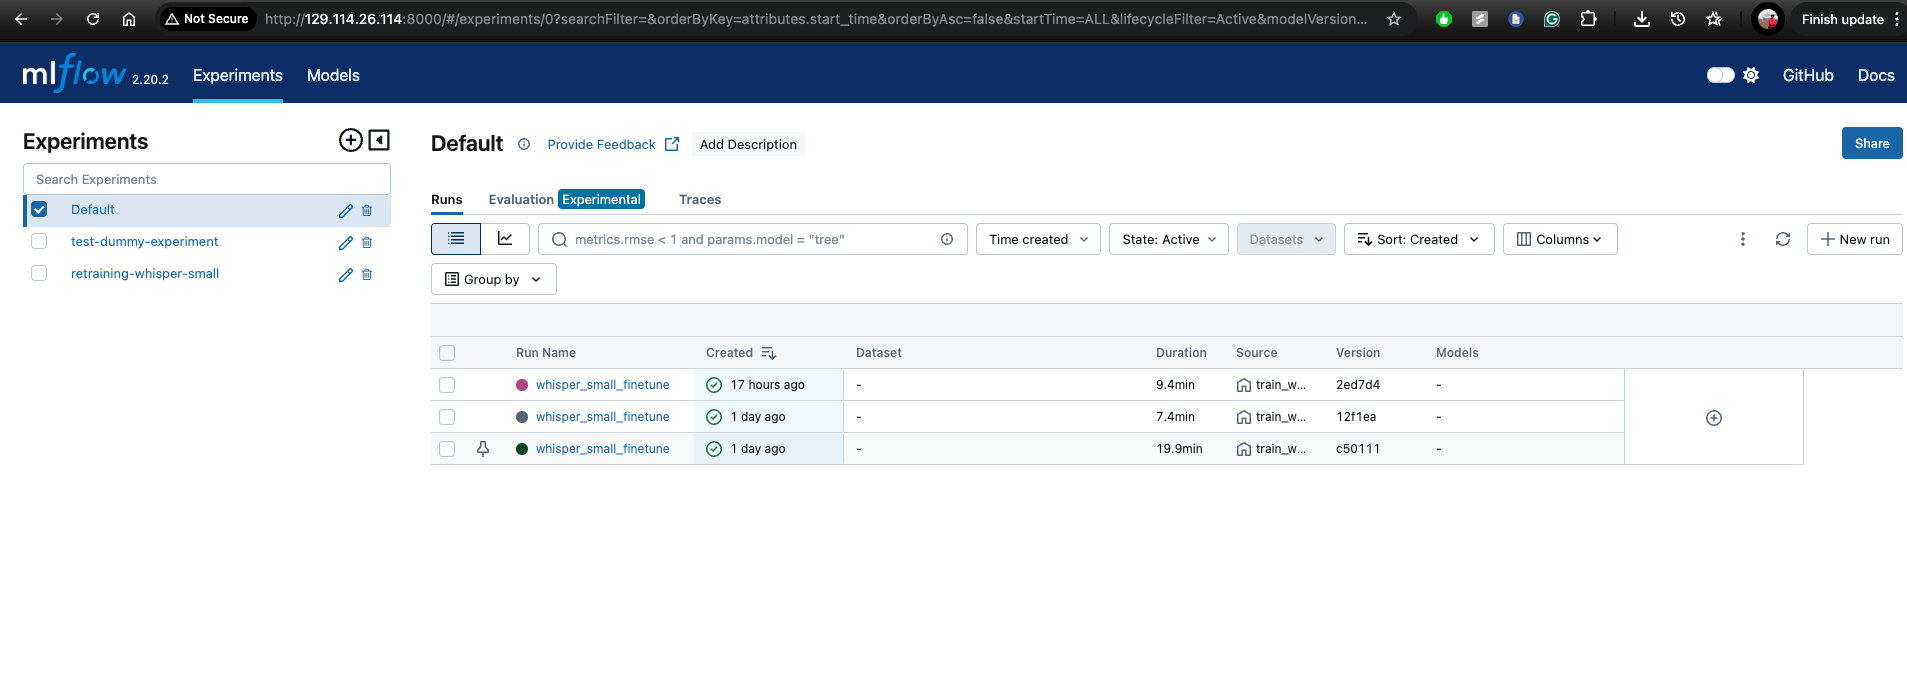 Not Secure http://129.114.26.114:8000/#/experiments/0?searchFilter=&orderByKey=attributes.start_time&orderByAsc=false&startTime=ALL&lifecycleFilter=Active&modelVersion... Finish update
mlflow 2.20.2 Experiments Models GitHub Docs
Experiments
Search Experiments
Default
test-dummy-experiment
retraining-whisper-small
Default Provide Feedback Add Description Share
Runs Evaluation Experimental Traces
metrics.rmse < 1 and params.model = "tree" Time created State: Active Datasets Sort: Created Columns New run
Group by
Run Name Created Dataset Duration Source Version Models
whisper_small_finetune 17 hours ago - 9.4min train_w... 2ed7d4 -
whisper_small_finetune 1 day ago - 7.4min train_w... 12f1ea -
whisper_small_finetune 1 day ago - 19.9min train_w... c50111 -